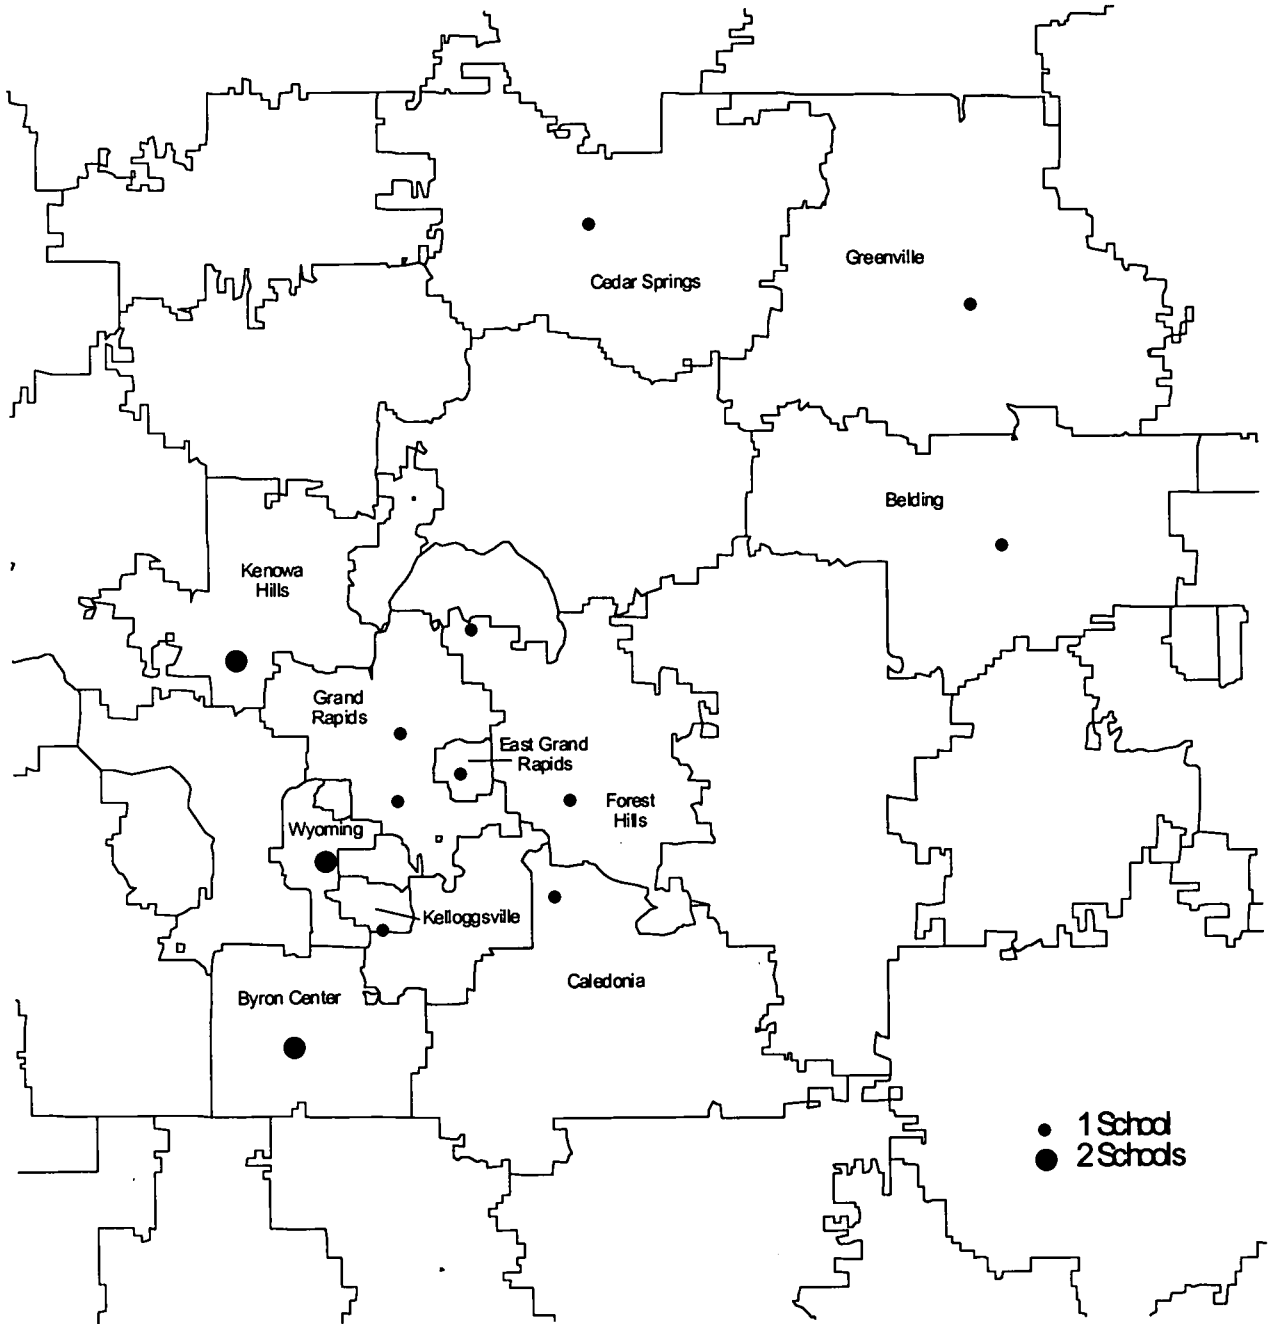 Greenville
Cedar Springs
Belding
Kenowa
Hills
Grand
Rapids
East Grand
Rapids
Forest
Hills
Wyoming
Kelloggsville
Caledonia
Byron Center
1 School
2 Schools